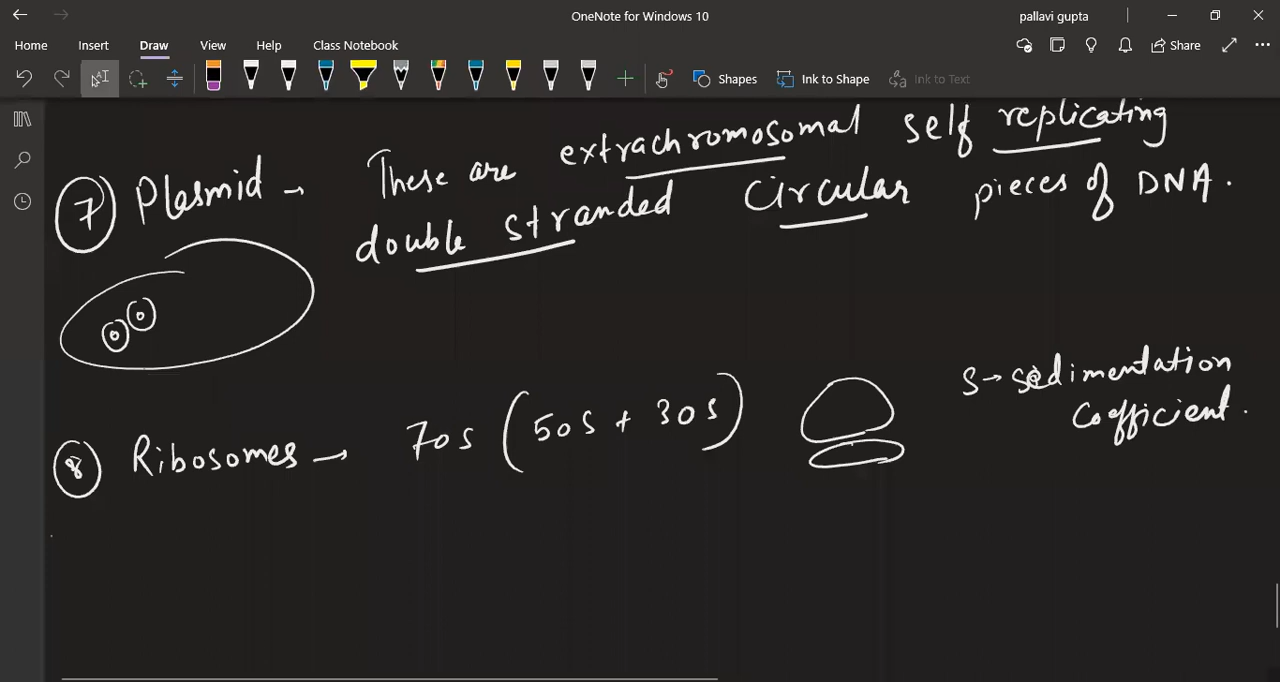 OneNote for Windows 10
pallavi gupta
Home Insert Draw View Help Class Notebook
Share
Shapes Ink to Shape Ink to Text
7 Plasmid → These are extrachromosomal self replicating
double stranded circular pieces of DNA.
S → sedimentation
coefficient.
8 Ribosomes → 70s (50s + 30s)